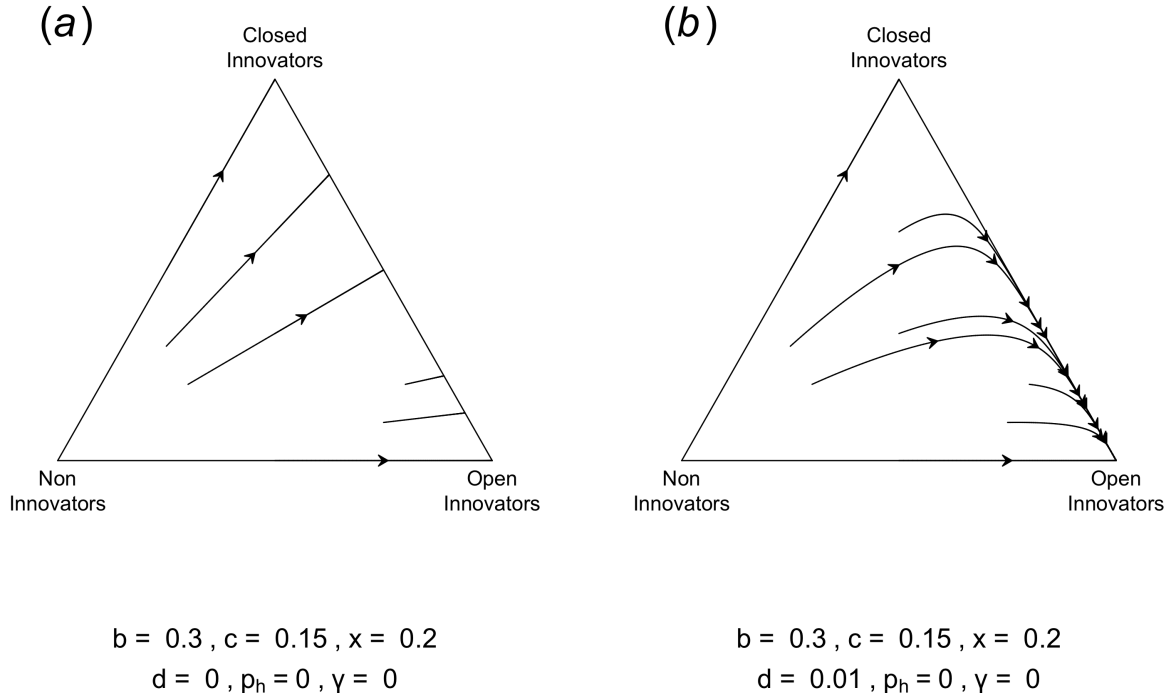 (a)
Closed
Innovators
Non
Innovators
Open
Innovators
b = 0.3 , c = 0.15 , x = 0.2
d = 0 , pₕ = 0 , γ = 0
(b)
Closed
Innovators
Non
Innovators
Open
Innovators
b = 0.3 , c = 0.15 , x = 0.2
d = 0.01 , pₕ = 0 , γ = 0